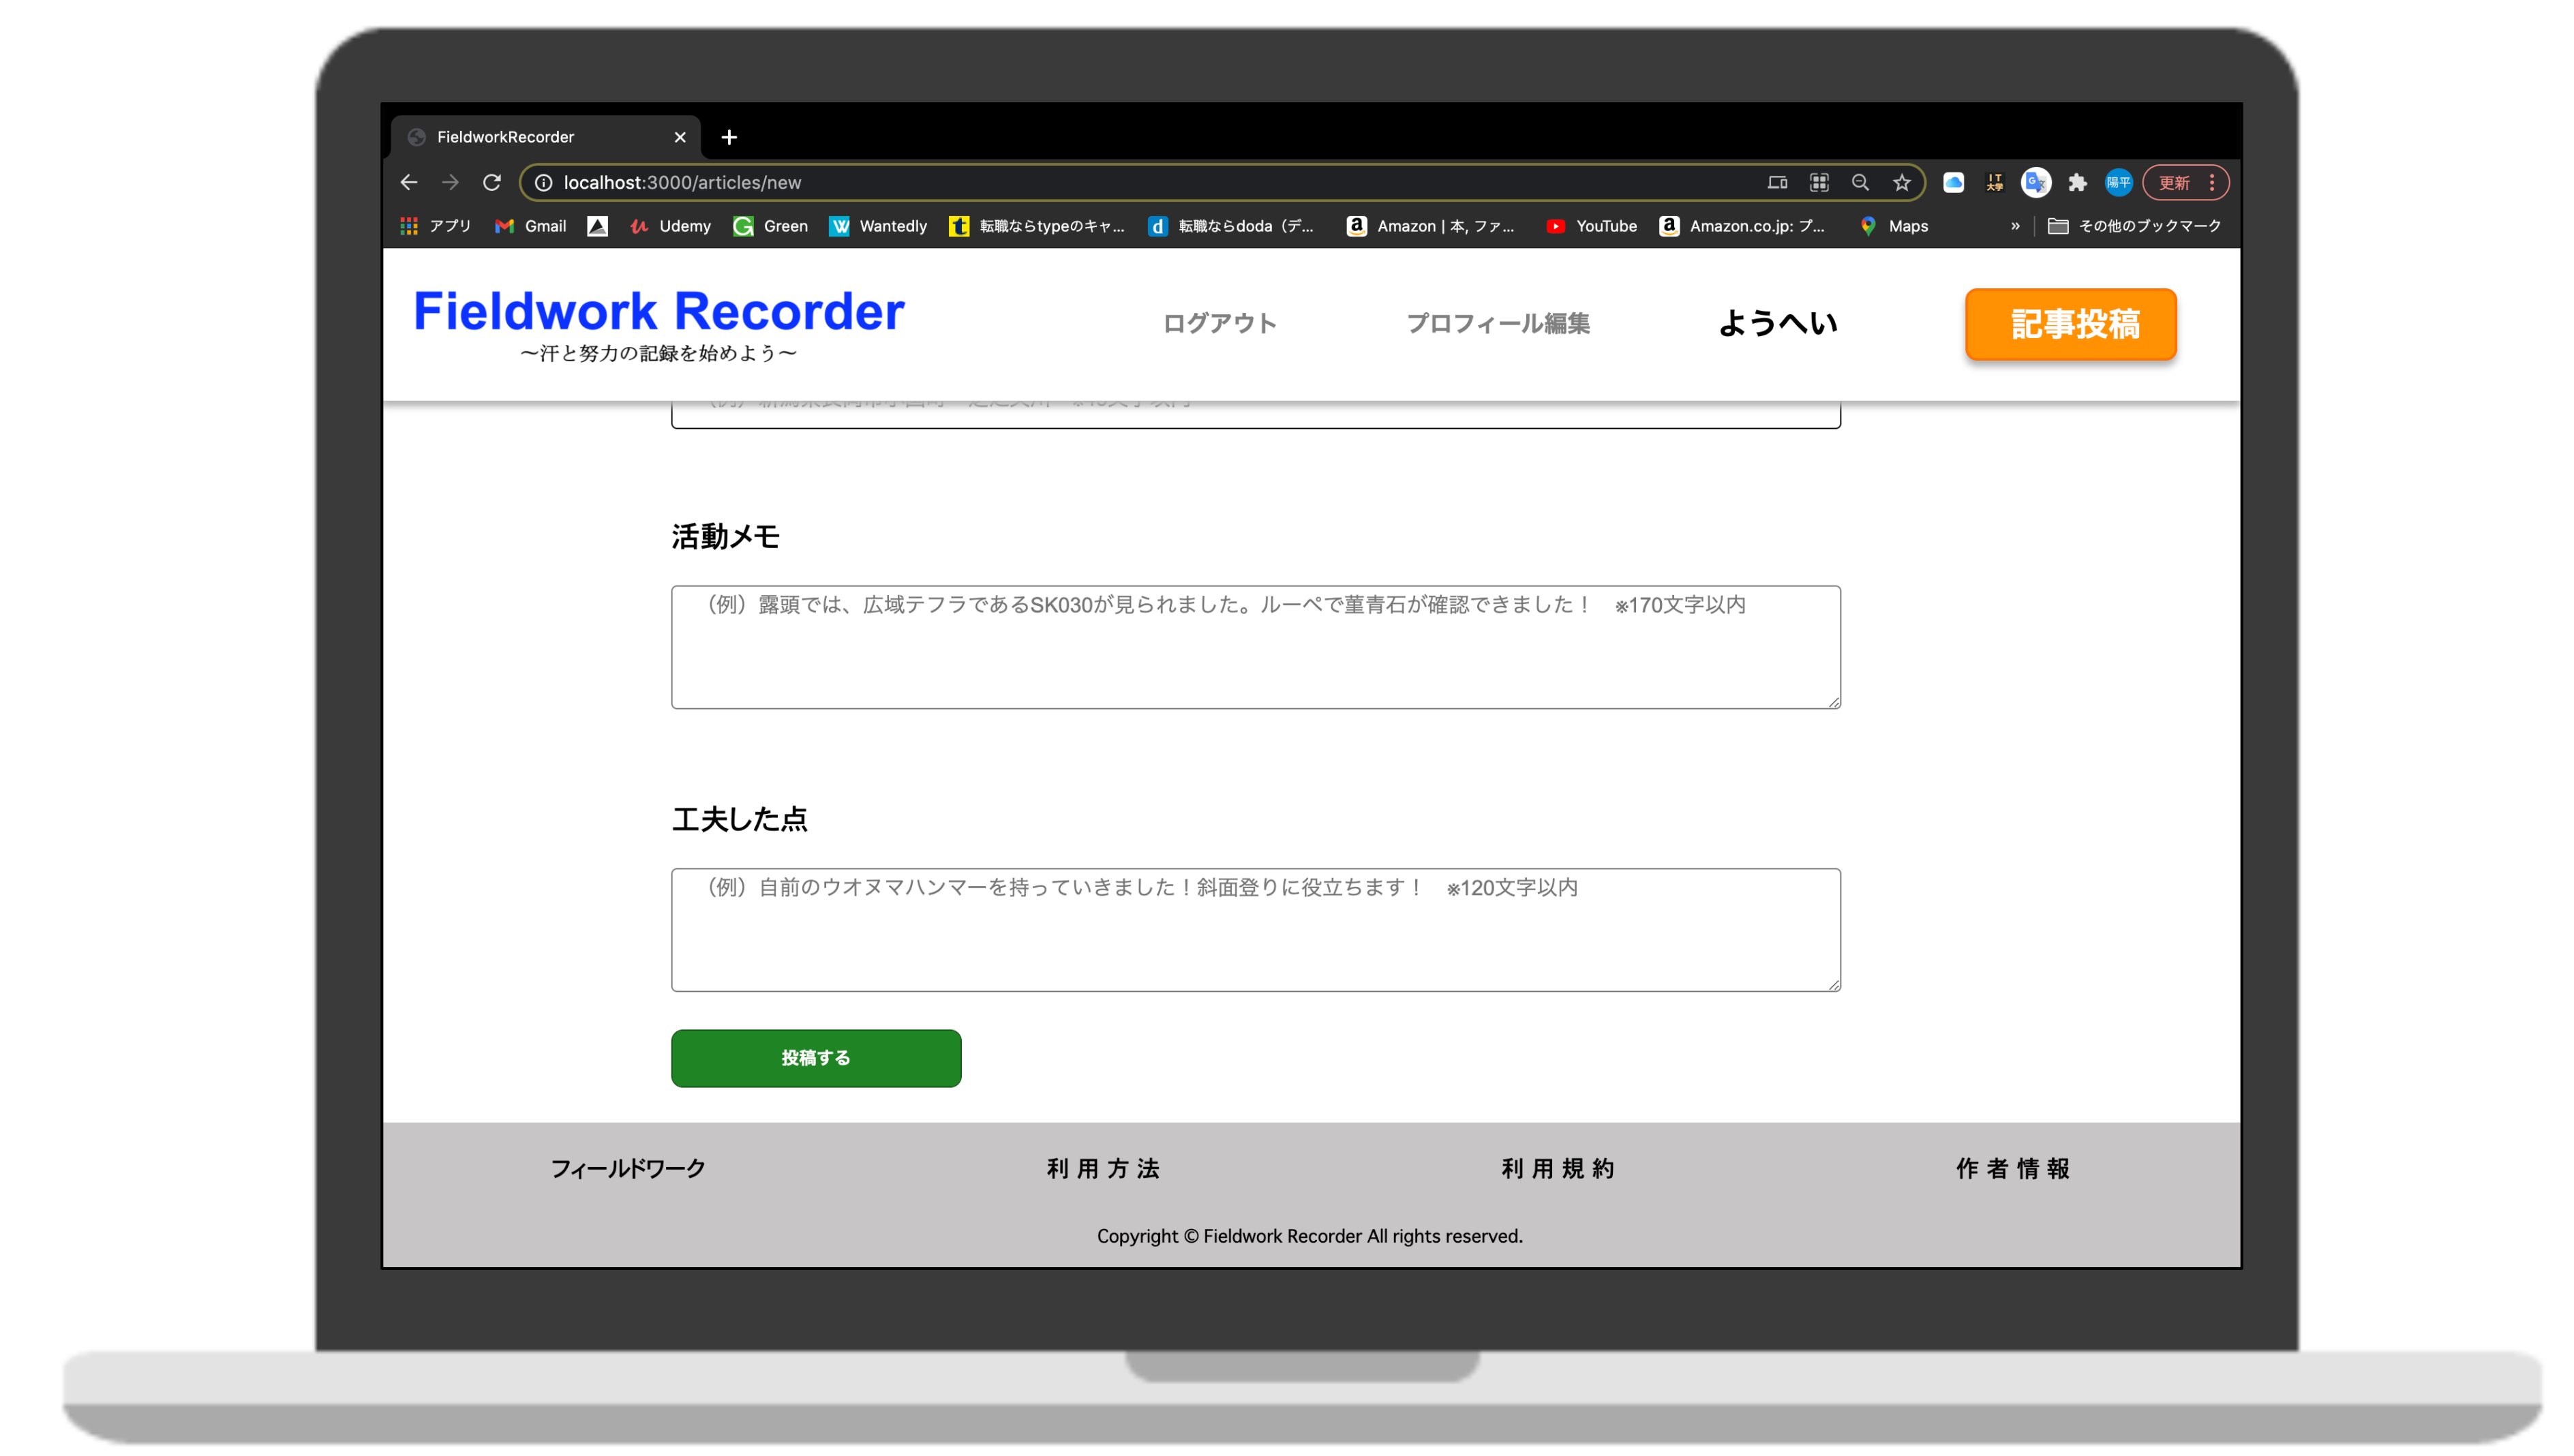 FieldworkRecorder
localhost:3000/articles/new
IT大学
陽平
更新
アプリ Gmail Udemy Green Wantedly 転職ならtypeのキャ... 転職ならdoda（デ... Amazon | 本, ファ... YouTube Amazon.co.jp: プ... Maps » その他のブックマーク
Fieldwork Recorder
〜汗と努力の記録を始めよう〜
ログアウト プロフィール編集 ようへい 記事投稿
活動メモ
（例）露頭では、広域テフラであるSK030が見られました。ルーペで菫青石が確認できました！　※170文字以内
工夫した点
（例）自前のウオヌマハンマーを持っていきました！斜面登りに役立ちます！　※120文字以内
投稿する
フィールドワーク 利用方法 利用規約 作者情報
Copyright © Fieldwork Recorder All rights reserved.